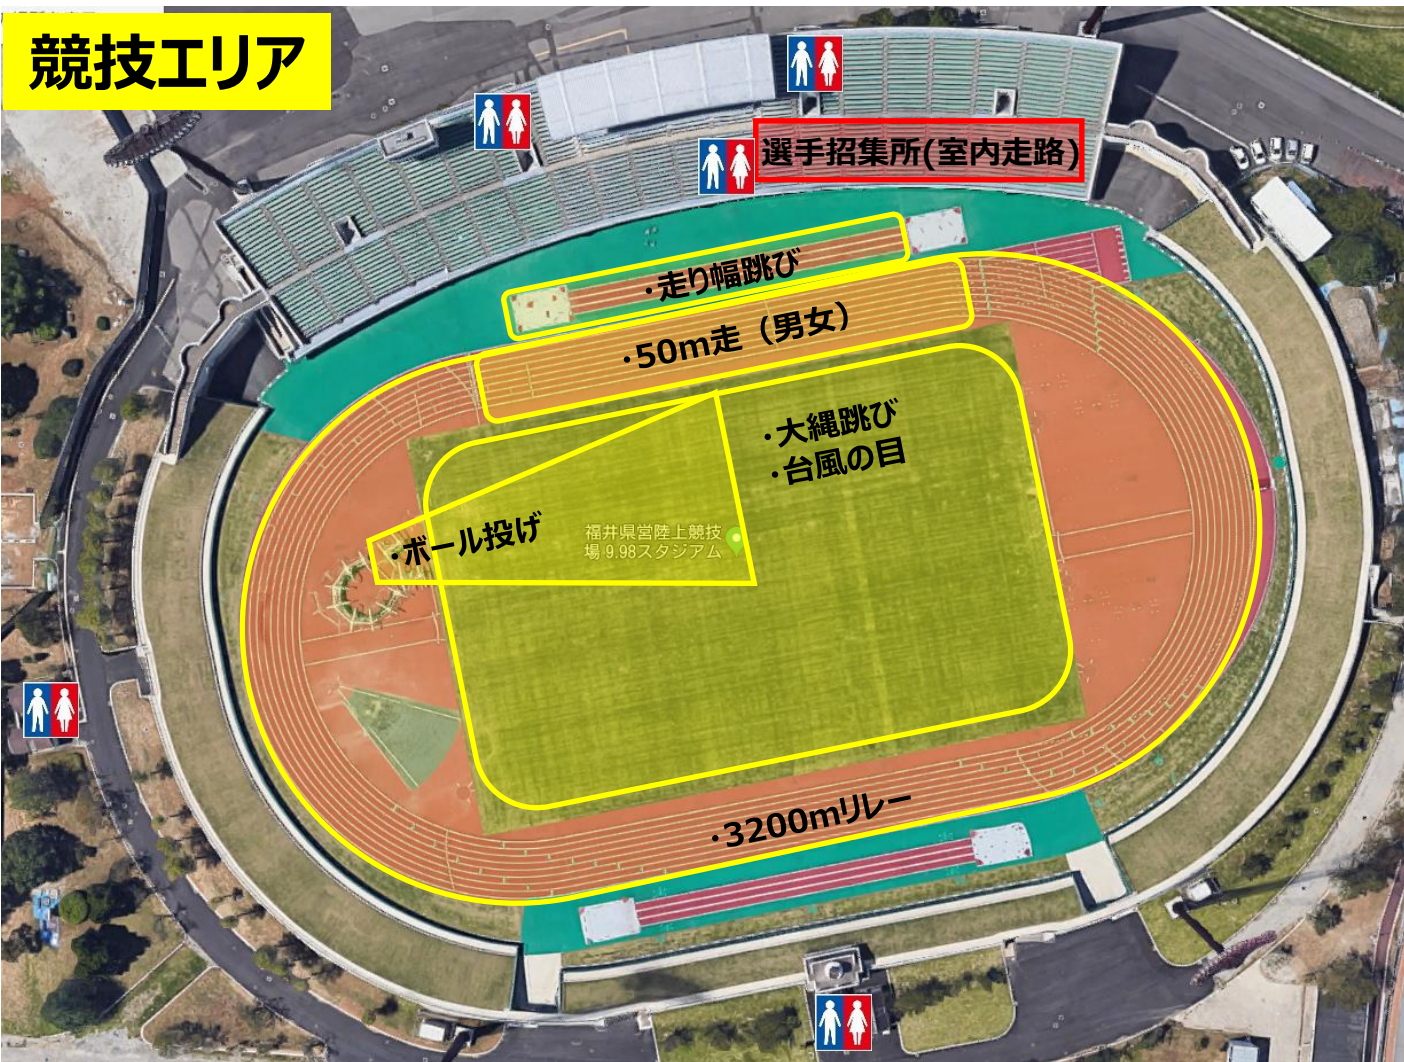 競技エリア
選手招集所(室内走路)
・走り幅跳び
・50m走（男女）
・大縄跳び
・台風の目
・ボール投げ
福井県営陸上競技
場 9.98スタジアム
・3200mリレー